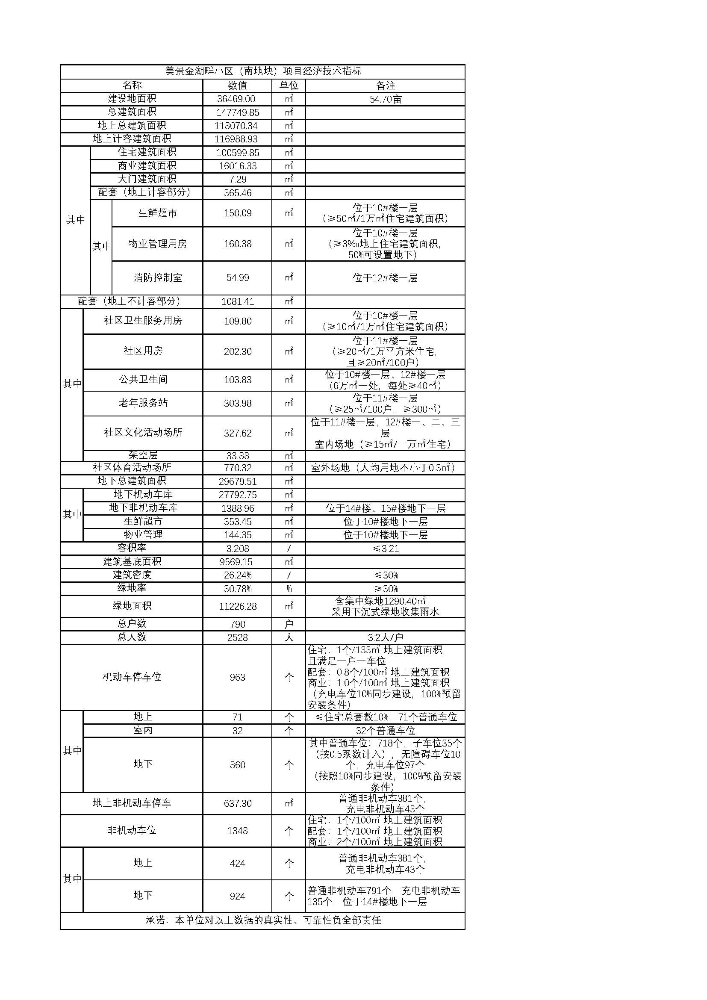 美景金湖畔小区（南地块）项目经济技术指标
名称 数值 单位 备注
建设地面积 36469.00 ㎡ 54.70亩
总建筑面积 147749.85 ㎡
地上总建筑面积 118070.34 ㎡
地上计容建筑面积 116988.93 ㎡
其中
住宅建筑面积 100599.85 ㎡
商业建筑面积 16016.33 ㎡
大门建筑面积 7.29 ㎡
配套（地上计容部分） 365.46 ㎡
其中
生鲜超市 150.09 ㎡ 位于10#楼一层
（≥50㎡/1万㎡住宅建筑面积）
物业管理用房 160.38 ㎡ 位于10#楼一层
（≥3‰地上住宅建筑面积，
50%可设置地下）
消防控制室 54.99 ㎡ 位于12#楼一层
配套（地上不计容部分） 1081.41 ㎡
其中
社区卫生服务用房 109.80 ㎡ 位于10#楼一层
（≥10㎡/1万㎡住宅建筑面积）
社区用房 202.30 ㎡ 位于11#楼一层
（≥20㎡/1万平方米住宅，
且≥20㎡/100户）
公共卫生间 103.83 ㎡ 位于10#楼一层、12#楼一层
（6万㎡一处，每处≥40㎡）
老年服务站 303.98 ㎡ 位于11#楼一层
（≥25㎡/100户，≥300㎡）
社区文化活动场所 327.62 ㎡ 位于11#楼一层，12#楼一、二、三
层
室内场地（≥15㎡/一万㎡住宅）
架空层 33.88 ㎡
社区体育活动场所 770.32 ㎡ 室外场地（人均用地不小于0.3㎡）
地下总建筑面积 29679.51 ㎡
其中
地下机动车库 27792.75 ㎡
地下非机动车库 1388.96 ㎡ 位于14#楼、15#楼地下一层
生鲜超市 353.45 ㎡ 位于10#楼地下一层
物业管理 144.35 ㎡ 位于10#楼地下一层
容积率 3.208 / ≤3.21
建筑基底面积 9569.15 ㎡
建筑密度 26.24% / ≤30%
绿地率 30.78% % ≥30%
绿地面积 11226.28 ㎡ 含集中绿地1290.40㎡，
采用下沉式绿地收集雨水
总户数 790 户
总人数 2528 人 3.2人/户
机动车停车位 963 个 住宅：1个/133㎡ 地上建筑面积，
且满足一户一车位
配套：0.8个/100㎡ 地上建筑面积
商业：1.0个/100㎡ 地上建筑面积
（充电车位10%同步建设，100%预留
安装条件）
其中
地上 71 个 ≤住宅总套数10%，71个普通车位
室内 32 个 32个普通车位
地下 860 个 其中普通车位：718个，子车位35个
（按0.5系数计入），无障碍车位10
个，充电车位97个
（按照10%同步建设，100%预留安装
条件）
地上非机动车停车 637.30 ㎡ 普通非机动车381个，
充电非机动车43个
非机动车位 1348 个 住宅：1个/100㎡ 地上建筑面积
配套：1个/100㎡ 地上建筑面积
商业：2个/100㎡ 地上建筑面积
其中
地上 424 个 普通非机动车381个，
充电非机动车43个
地下 924 个 普通非机动车791个，充电非机动车
135个，位于14#楼地下一层
承诺：本单位对以上数据的真实性、可靠性负全部责任